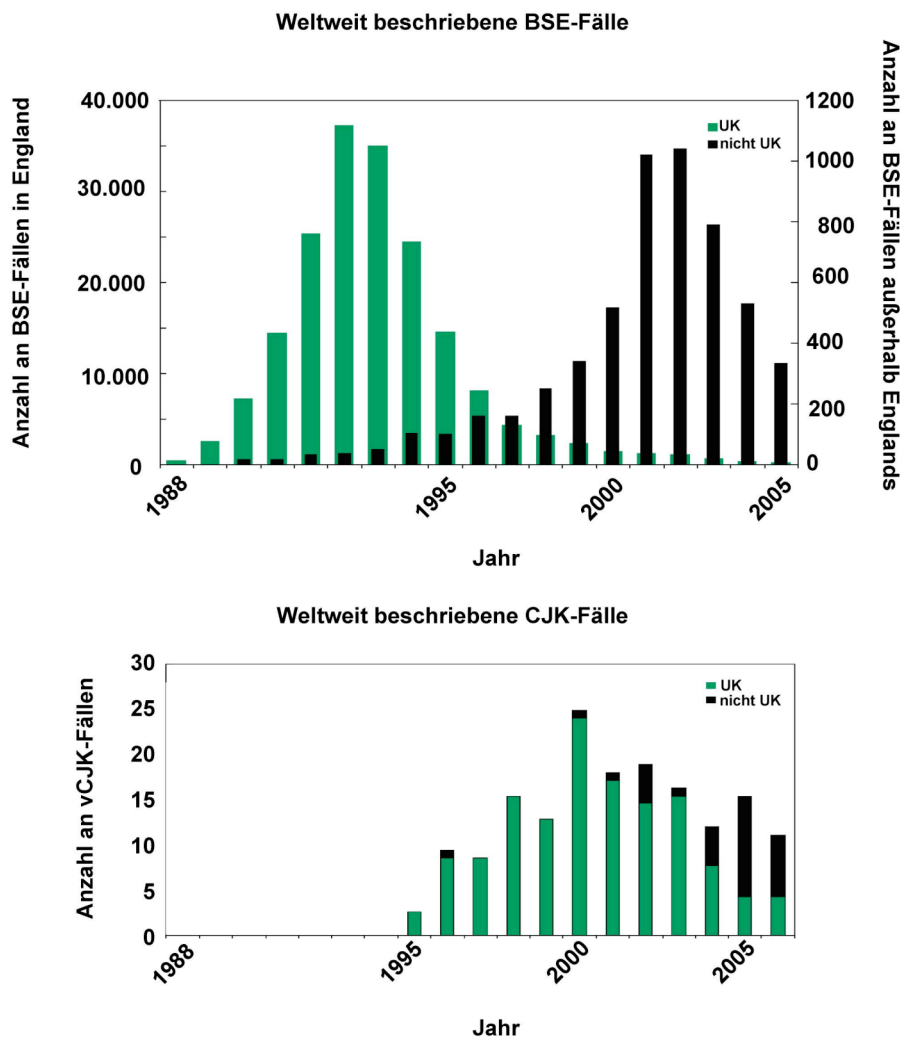 Weltweit beschriebene BSE-Fälle
Anzahl an BSE-Fällen in England
40.000
30.000
20.000
10.000
0
1200
1000
800
600
400
200
0
Anzahl an BSE-Fällen außerhalb Englands
UK
nicht UK
1988
1995
2000
2005
Jahr
Weltweit beschriebene CJK-Fälle
Anzahl an vCJK-Fällen
30
25
20
15
10
5
0
UK
nicht UK
1988
1995
2000
2005
Jahr